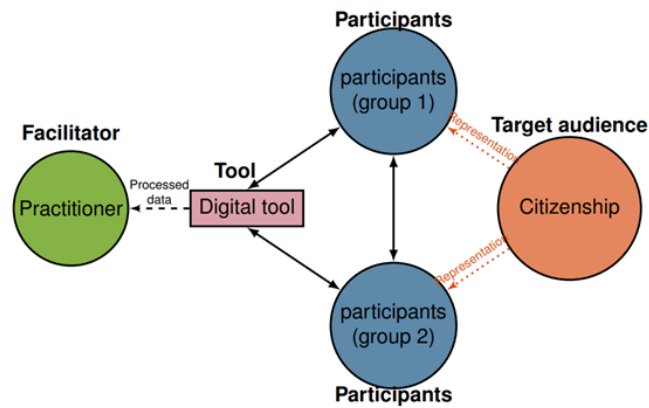 Participants
participants
(group 1)
Representation
Target audience
Facilitator
Tool
Processed
data
Practitioner
Digital tool
Citizenship
Representation
participants
(group 2)
Participants